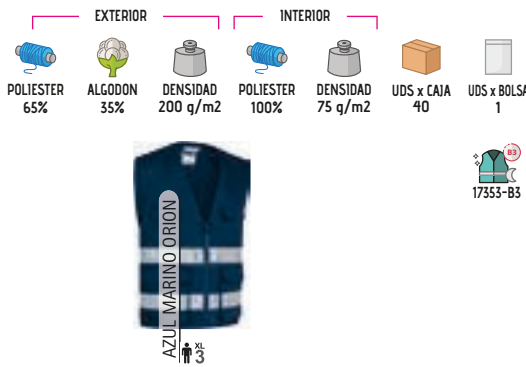 EXTERIOR
INTERIOR
POLIESTER
65%
ALGODON
35%
DENSIDAD
200 g/m2
POLIESTER
100%
DENSIDAD
75 g/m2
UDS x CAJA
40
UDS x BOLSA
1
B3
17353-B3
AZUL MARINO ORION
XL
3